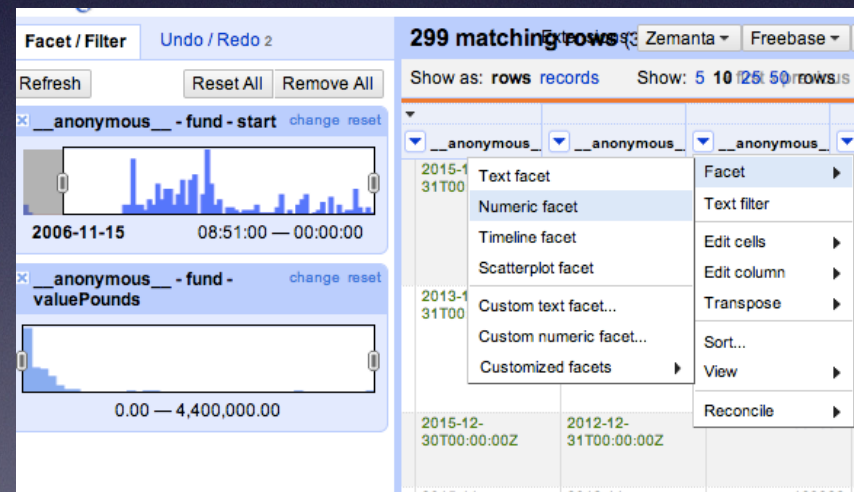 Facet / Filter
Undo / Redo 2
Refresh
Reset All
Remove All
__anonymous__ - fund - start
change reset
2006-11-15
08:51:00 — 00:00:00
__anonymous__ - fund -
valuePounds
change reset
0.00 — 4,400,000.00
299 matching rows
Extensions:
Zemanta
Freebase
Show as: rows records
Show: 5 10 25 50 rows
__anonymous_
__anonymous_
__anonymous_
2015-1
31T00
Text facet
Numeric facet
Timeline facet
Scatterplot facet
Custom text facet...
Custom numeric facet...
Customized facets
Facet
Text filter
Edit cells
Edit column
Transpose
Sort...
View
Reconcile
2013-1
31T00
2015-12-
30T00:00:00Z
2012-12-
31T00:00:00Z